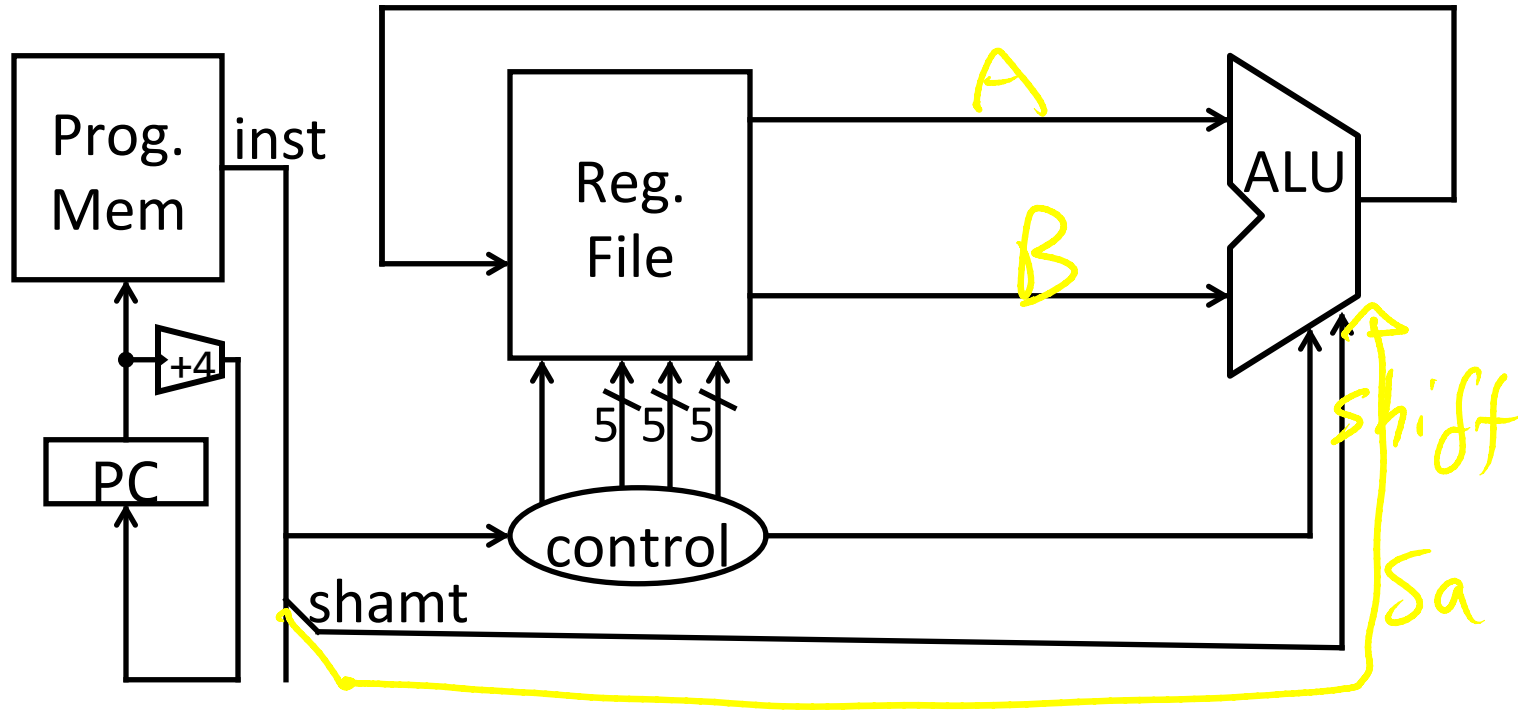 Prog.
Mem
inst
+4
PC
Reg.
File
A
B
ALU
5 5 5
control
shamt
shift
sa